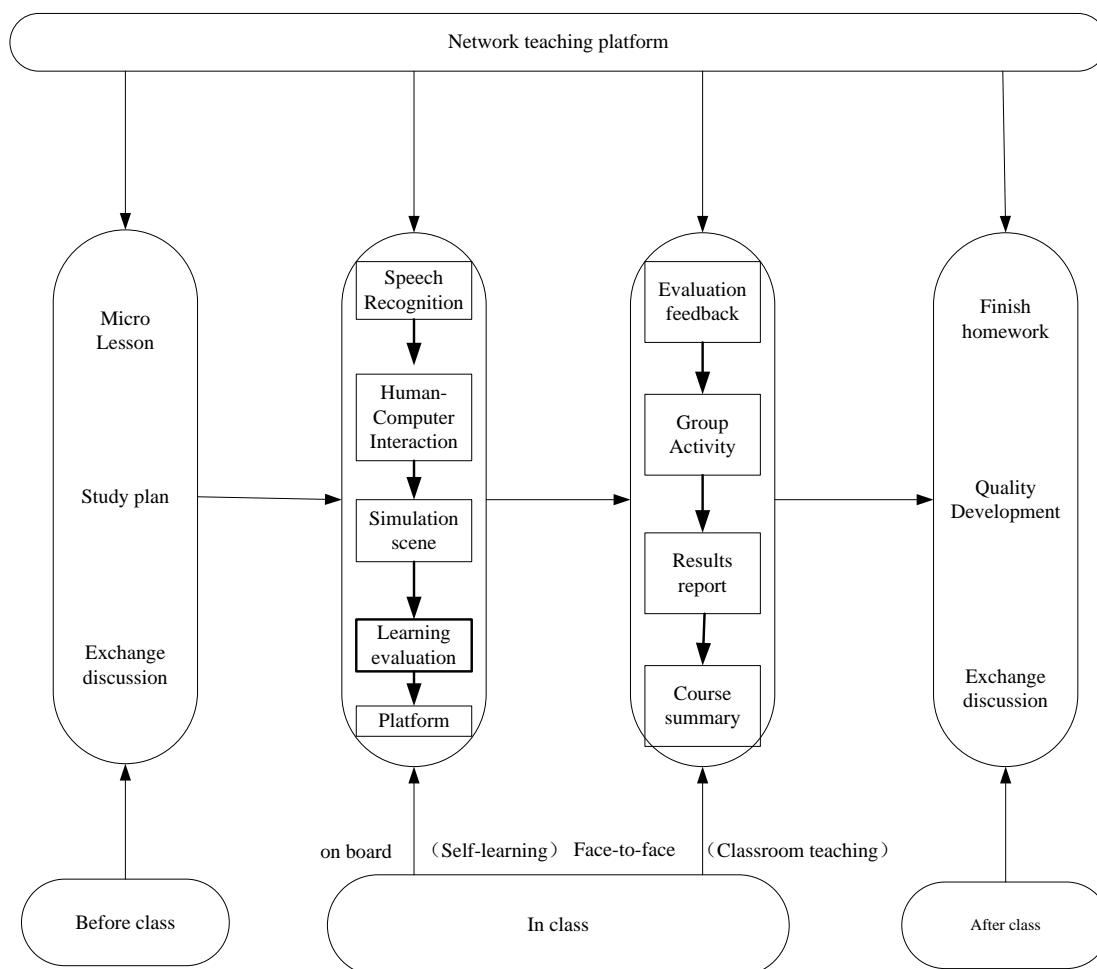 Network teaching platform
Micro
Lesson
Study plan
Exchange
discussion
Speech
Recognition
Human-
Computer
Interaction
Simulation
scene
Learning
evaluation
Platform
Evaluation
feedback
Group
Activity
Results
report
Course
summary
Finish
homework
Quality
Development
Exchange
discussion
on board （Self-learning） Face-to-face （Classroom teaching）
Before class
In class
After class